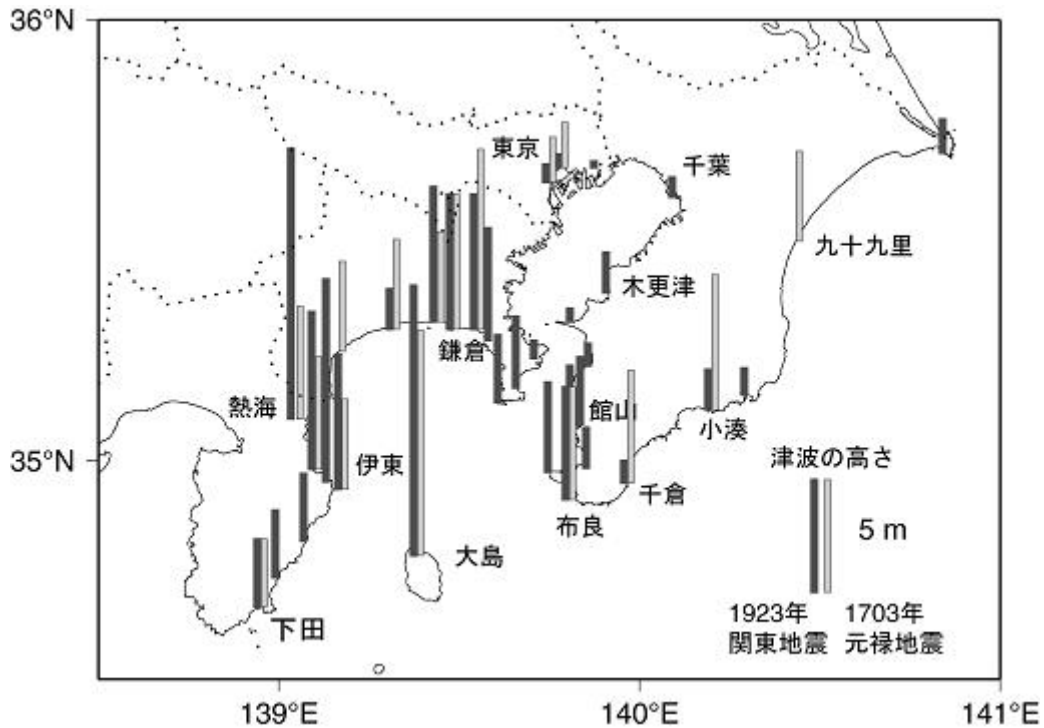 36°N
東京
千葉
九十九里
木更津
鎌倉
熱海
館山
小湊
35°N
伊東
津波の高さ
千倉
布良
5 m
大島
1923年
関東地震
1703年
元禄地震
下田
139°E
140°E
141°E